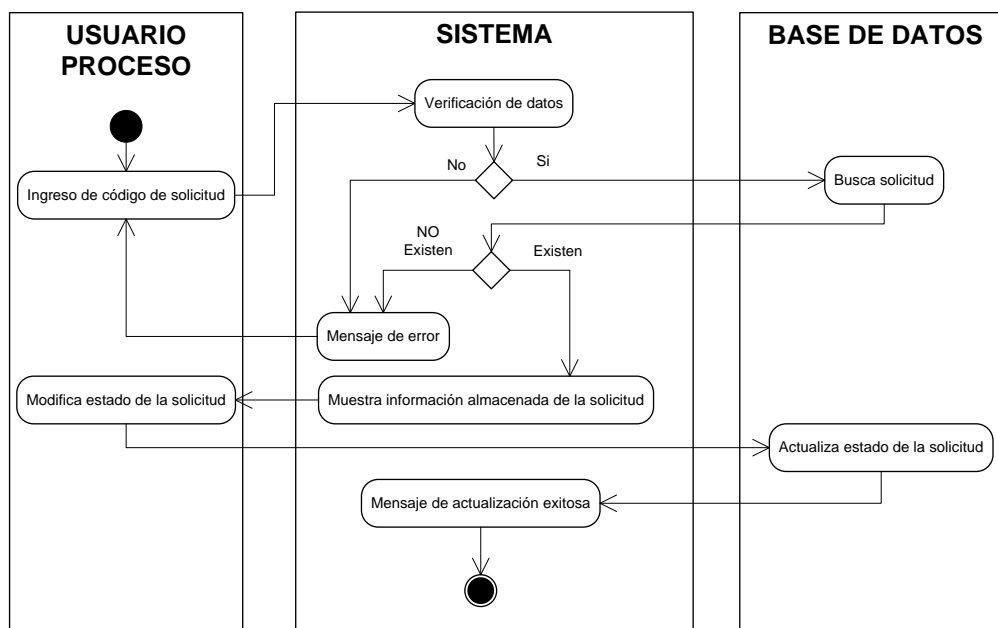 USUARIO
PROCESO
SISTEMA
BASE DE DATOS
Verificación de datos
No
Si
Ingreso de código de solicitud
Busca solicitud
NO
Existen
Existen
Mensaje de error
Modifica estado de la solicitud
Muestra información almacenada de la solicitud
Actualiza estado de la solicitud
Mensaje de actualización exitosa